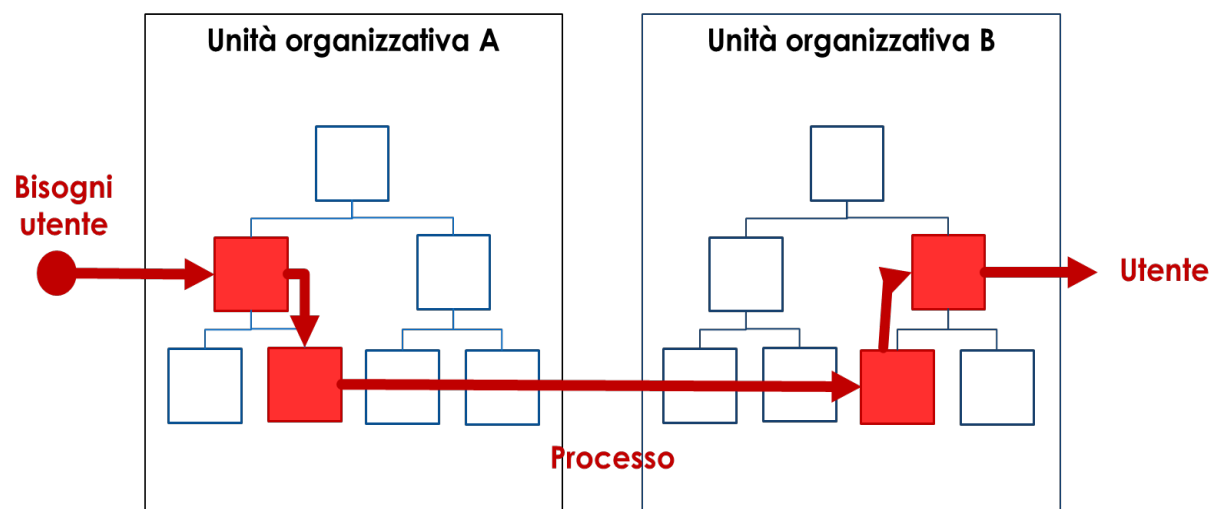 Unità organizzativa A
Unità organizzativa B
Bisogni
utente
Utente
Processo